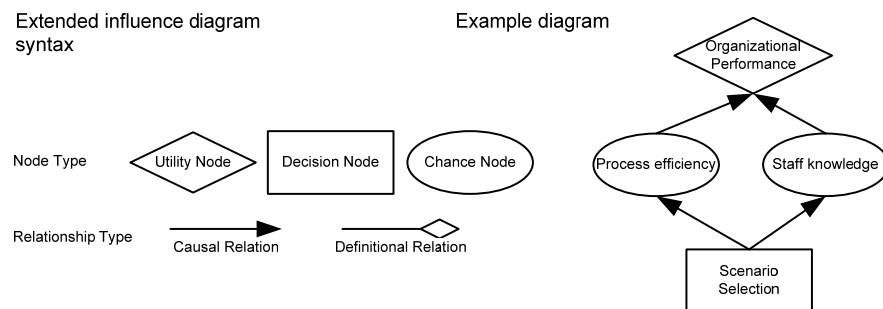 Extended influence diagram
syntax
Example diagram
Organizational
Performance
Node Type
Utility Node
Decision Node
Chance Node
Process efficiency
Staff knowledge
Relationship Type
Causal Relation
Definitional Relation
Scenario
Selection